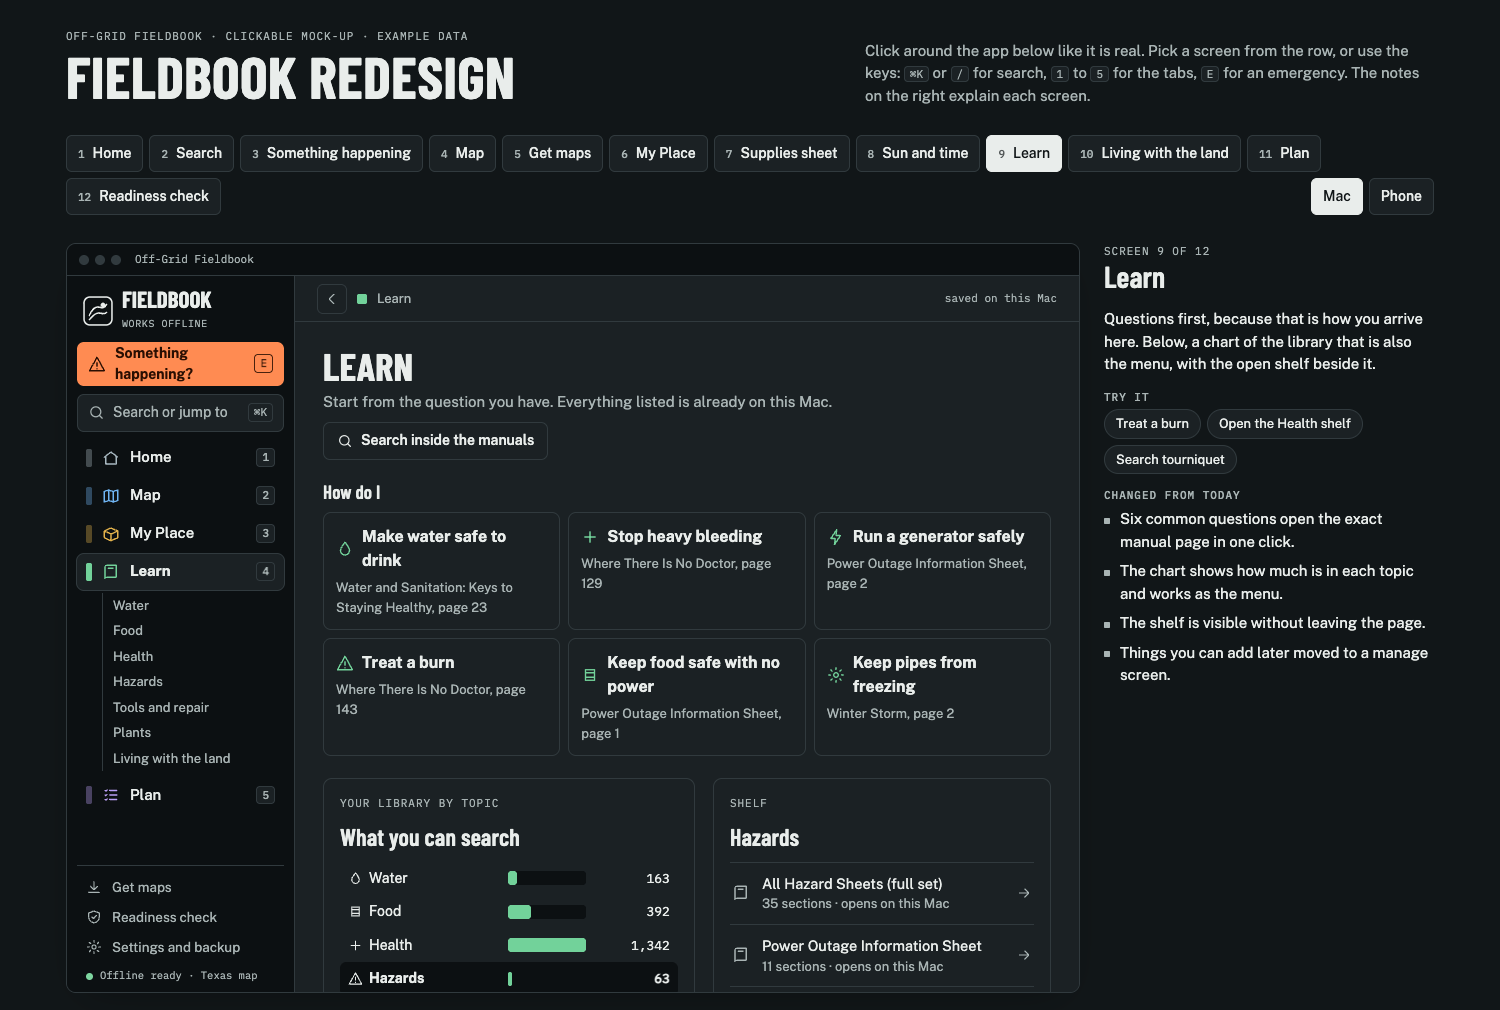 OFF-GRID FIELDBOOK · CLICKABLE MOCK-UP · EXAMPLE DATA
FIELDBOOK REDESIGN
Click around the app below like it is real. Pick a screen from the row, or use the
keys: ⌘K or / for search, 1 to 5 for the tabs, E for an emergency. The notes
on the right explain each screen.
1 Home
2 Search
3 Something happening
4 Map
5 Get maps
6 My Place
7 Supplies sheet
8 Sun and time
9 Learn
10 Living with the land
11 Plan
12 Readiness check
Mac
Phone
Off-Grid Fieldbook
FIELDBOOK
WORKS OFFLINE
Something
happening?
E
Search or jump to ⌘K
Home 1
Map 2
My Place 3
Learn 4
Water
Food
Health
Hazards
Tools and repair
Plants
Living with the land
Plan 5
Get maps
Readiness check
Settings and backup
Offline ready · Texas map
Learn
saved on this Mac
LEARN
Start from the question you have. Everything listed is already on this Mac.
Search inside the manuals
How do I
Make water safe to
drink
Water and Sanitation: Keys to
Staying Healthy, page 23
Stop heavy bleeding
Where There Is No Doctor, page
129
Run a generator safely
Power Outage Information Sheet,
page 2
Treat a burn
Where There Is No Doctor, page
143
Keep food safe with no
power
Power Outage Information Sheet,
page 1
Keep pipes from
freezing
Winter Storm, page 2
YOUR LIBRARY BY TOPIC
What you can search
Water 163
Food 392
Health 1,342
Hazards 63
SHELF
Hazards
All Hazard Sheets (full set)
35 sections · opens on this Mac
Power Outage Information Sheet
11 sections · opens on this Mac
SCREEN 9 OF 12
Learn
Questions first, because that is how you arrive
here. Below, a chart of the library that is also
the menu, with the open shelf beside it.
TRY IT
Treat a burn
Open the Health shelf
Search tourniquet
CHANGED FROM TODAY
Six common questions open the exact
manual page in one click.
The chart shows how much is in each topic
and works as the menu.
The shelf is visible without leaving the page.
Things you can add later moved to a manage
screen.